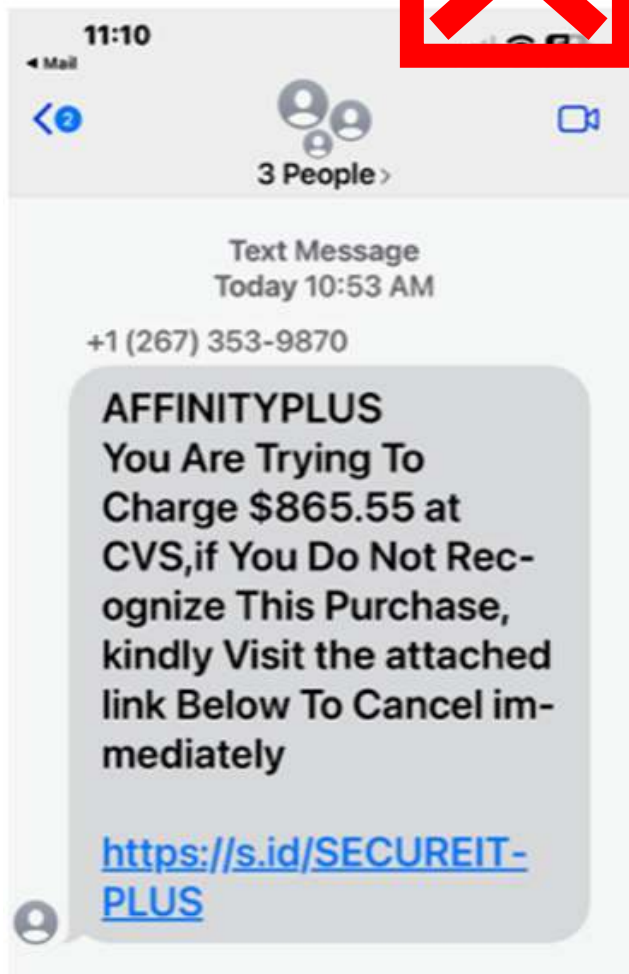 11:10
Mail
2
3 People
Text Message
Today 10:53 AM
+1 (267) 353-9870
AFFINITYPLUS
You Are Trying To
Charge $865.55 at
CVS,if You Do Not Rec-
ognize This Purchase,
kindly Visit the attached
link Below To Cancel im-
mediately
https://s.id/SECUREIT-
PLUS